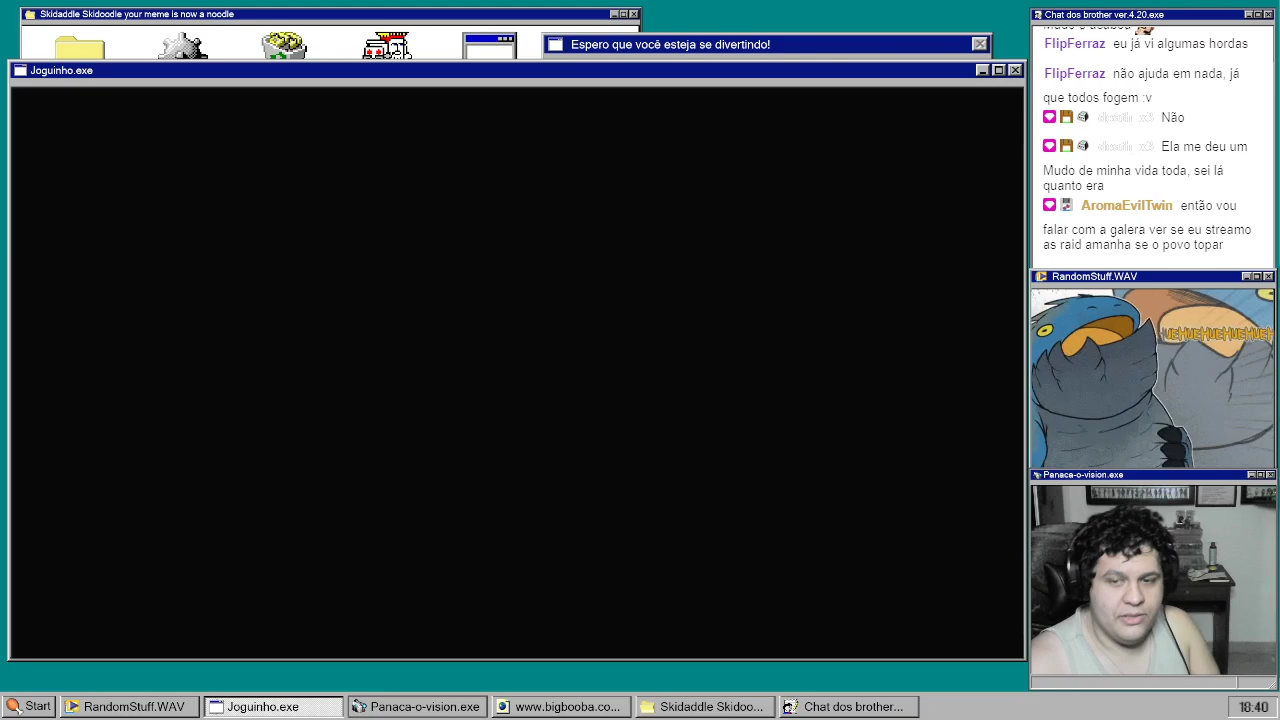 Skidaddle Skidoodle your meme is now a noodle
Espero que você esteja se divertindo!
Joguinho.exe
Chat dos brother ver.4.20.exe
FlipFerraz eu já vi algumas hordas
FlipFerraz não ajuda em nada, já
que todos fogem :v
death_x3 Não
death_x3 Ela me deu um
Mudo de minha vida toda, sei lá
quanto era
AromaEvilTwin então vou
falar com a galera ver se eu streamo
as raid amanha se o povo topar
RandomStuff.WAV
UEHUEHUEHUEHUEH
Panaca-o-vision.exe
Start
RandomStuff.WAV
Joguinho.exe
Panaca-o-vision.exe
www.bigbooba.co...
Skidaddle Skidoo...
Chat dos brother...
18:40